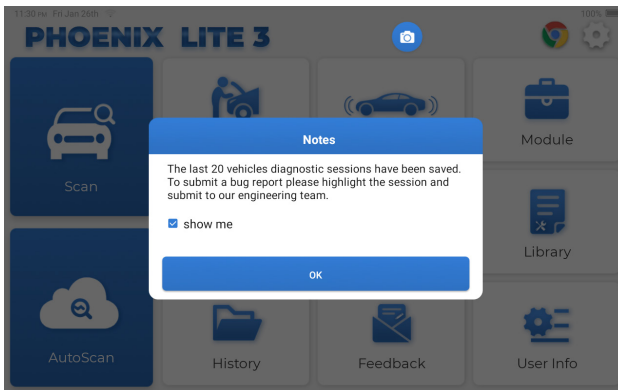 11:30 PM Fri Jan 26th
100%
PHOENIX LITE 3
Notes
The last 20 vehicles diagnostic sessions have been saved.
To submit a bug report please highlight the session and
submit to our engineering team.
show me
OK
Scan
Module
Library
AutoScan
History
Feedback
User Info